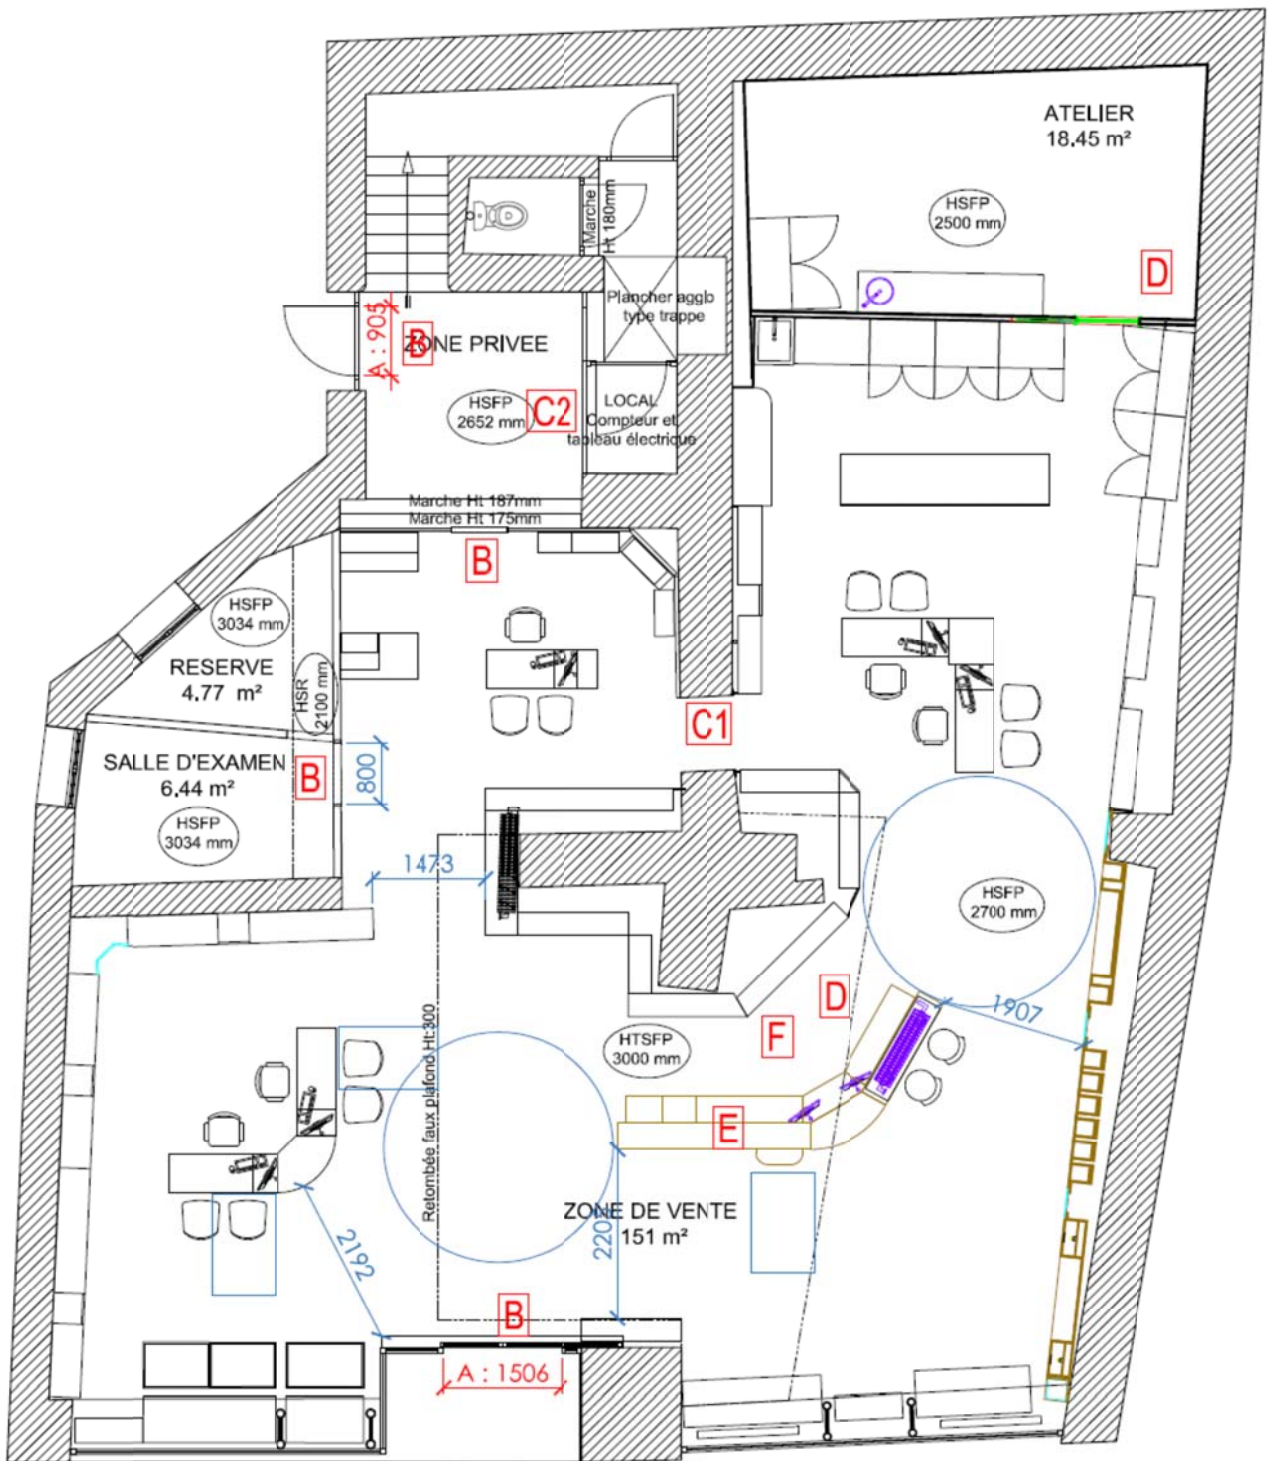 ATELIER
18.45 m²
HSFP
2500 mm
D
Marche
Ht 180mm
Plancher agglo
type trappe
A : 905
B
ZONE PRIVEE
HSFP
2652 mm
C2
LOCAL
Compteur et
tableau électrique
Marche Ht 187mm
Marche Ht 175mm
B
HSFP
3034 mm
RESERVE
4.77 m²
HSR
2100 mm
C1
SALLE D'EXAMEN
6.44 m²
B
800
HSFP
3034 mm
1473
HSFP
2700 mm
D
1907
F
HTSFP
3000 mm
Retombée faux plafond Ht:300
E
ZONE DE VENTE
151 m²
2192
B
A : 1506